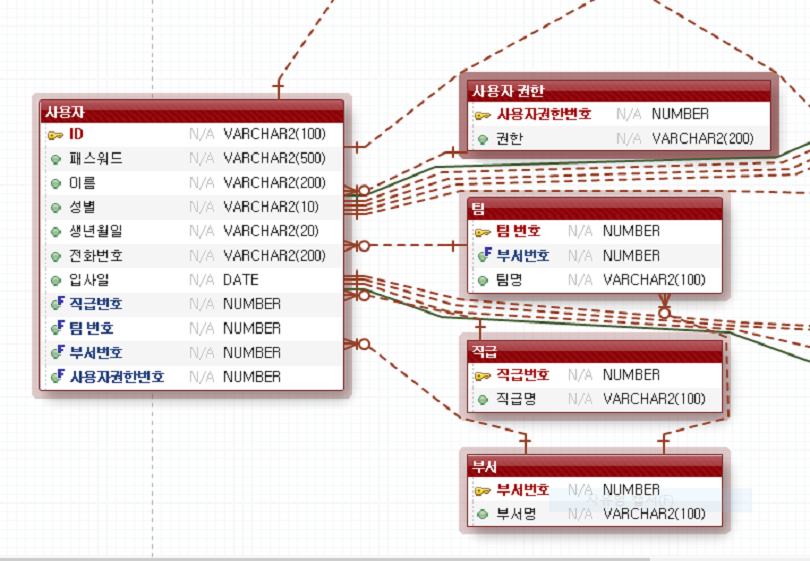 사용자
ID N/A VARCHAR2(100)
패스워드 N/A VARCHAR2(500)
이름 N/A VARCHAR2(200)
성별 N/A VARCHAR2(10)
생년월일 N/A VARCHAR2(20)
전화번호 N/A VARCHAR2(200)
입사일 N/A DATE
직급번호 N/A NUMBER
팀 번호 N/A NUMBER
부서번호 N/A NUMBER
사용자권한번호 N/A NUMBER
사용자 권한
사용자권한번호 N/A NUMBER
권한 N/A VARCHAR2(200)
팀
팀 번호 N/A NUMBER
부서번호 N/A NUMBER
팀명 N/A VARCHAR2(100)
직급
직급번호 N/A NUMBER
직급명 N/A VARCHAR2(100)
부서
부서번호 N/A NUMBER
부서명 N/A VARCHAR2(100)